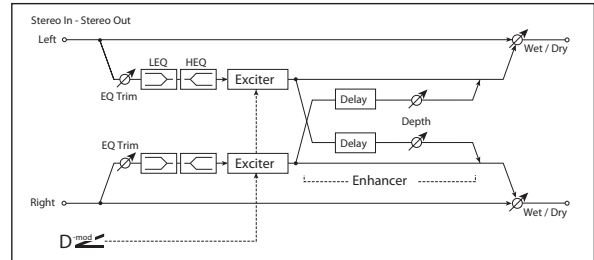 Stereo In - Stereo Out
Left
Wet / Dry
LEQ HEQ
EQ Trim
Exciter
Delay
Depth
EQ Trim
Delay
Exciter
Enhancer
Right
Wet / Dry
D-mod